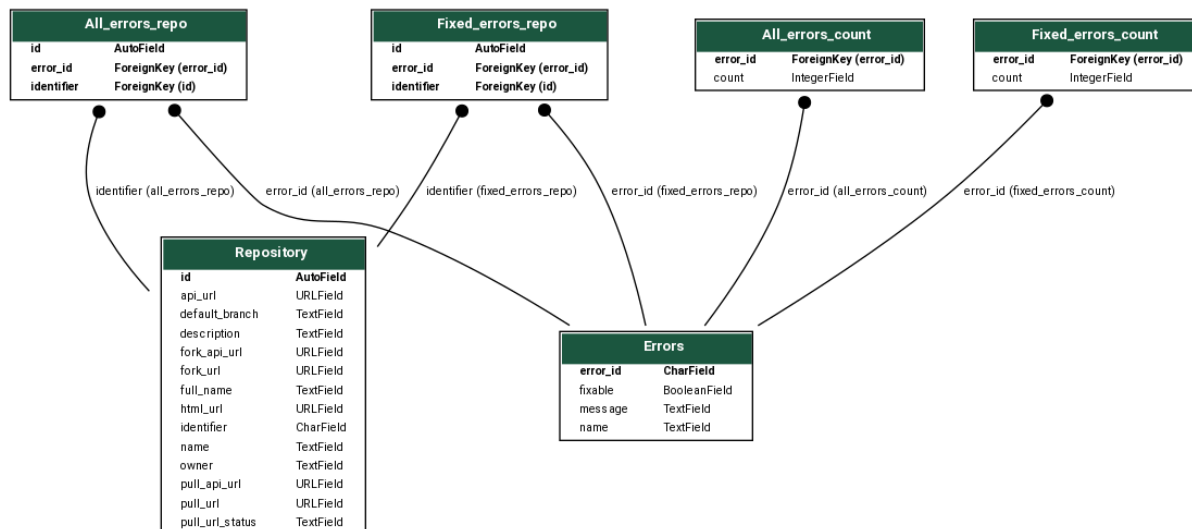 All_errors_repo
id AutoField
error_id ForeignKey (error_id)
identifier ForeignKey (id)
Fixed_errors_repo
id AutoField
error_id ForeignKey (error_id)
identifier ForeignKey (id)
All_errors_count
error_id ForeignKey (error_id)
count IntegerField
Fixed_errors_count
error_id ForeignKey (error_id)
count IntegerField
identifier (all_errors_repo)
error_id (all_errors_repo)
identifier (fixed_errors_repo)
error_id (fixed_errors_repo)
error_id (all_errors_count)
error_id (fixed_errors_count)
Repository
id AutoField
api_url URLField
default_branch TextField
description TextField
fork_api_url URLField
fork_url URLField
full_name TextField
html_url URLField
identifier CharField
name TextField
owner TextField
pull_api_url URLField
pull_url URLField
pull_url_status TextField
Errors
error_id CharField
fixable BooleanField
message TextField
name TextField